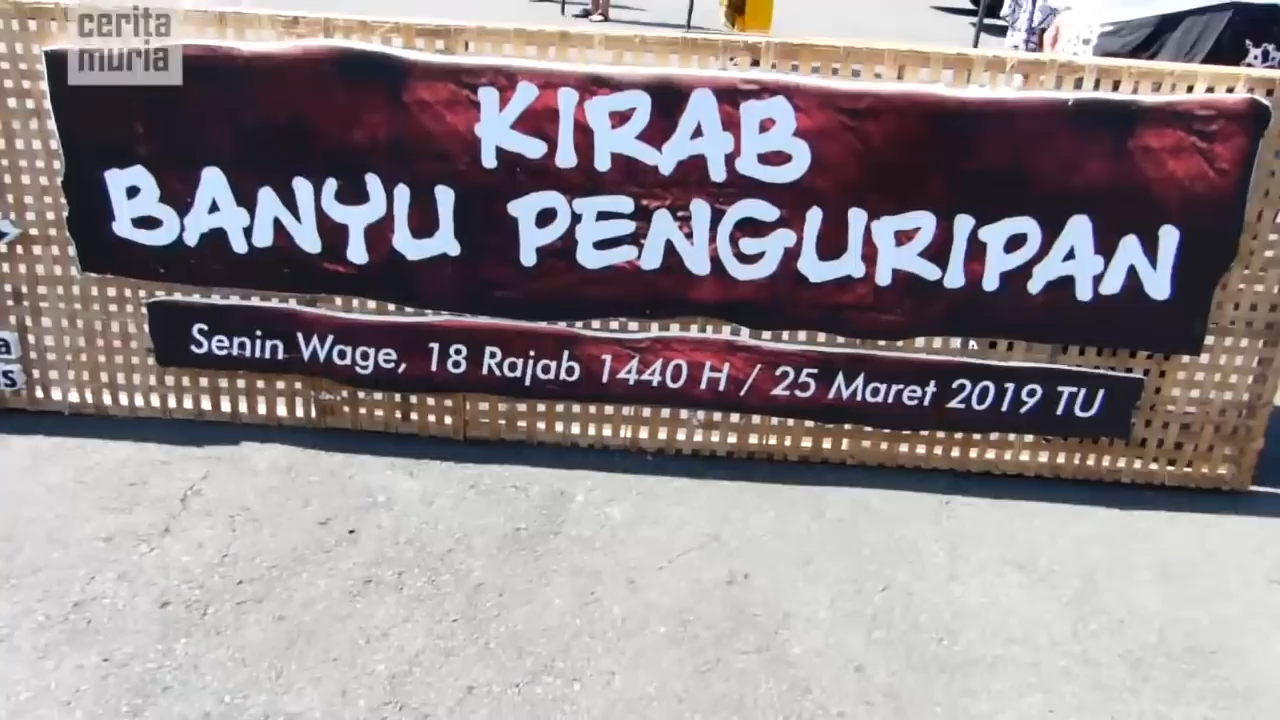 cerita
muria
KIRAB
BANYU PENGURIPAN
Senin Wage, 18 Rajab 1440 H / 25 Maret 2019 TU